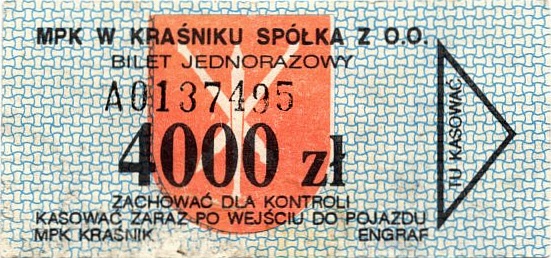 MPK W KRAŚNIKU SPÓŁKA Z O.O.
BILET JEDNORAZOWY
A0137495
4000 zł
ZACHOWAĆ DLA KONTROLI
KASOWAĆ ZARAZ PO WEJŚCIU DO POJAZDU
MPK KRAŚNIK ENGRAF
TU KASOWAĆ